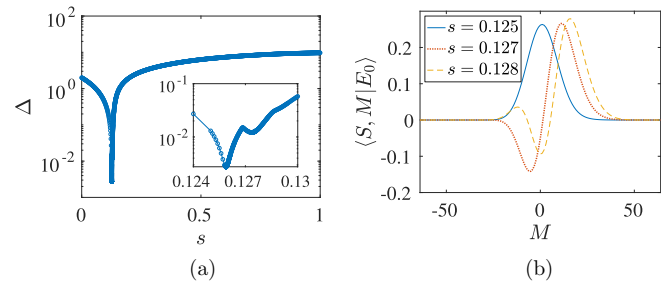 10^2
10^0
10^-2
Δ
10^-1
10^-2
0.124
0.127
0.13
0
0.5
1
s
(a)
s = 0.125
s = 0.127
s = 0.128
0.2
0.1
0
-0.1
-0.2
⟨S, M|E_0⟩
-50
0
50
M
(b)